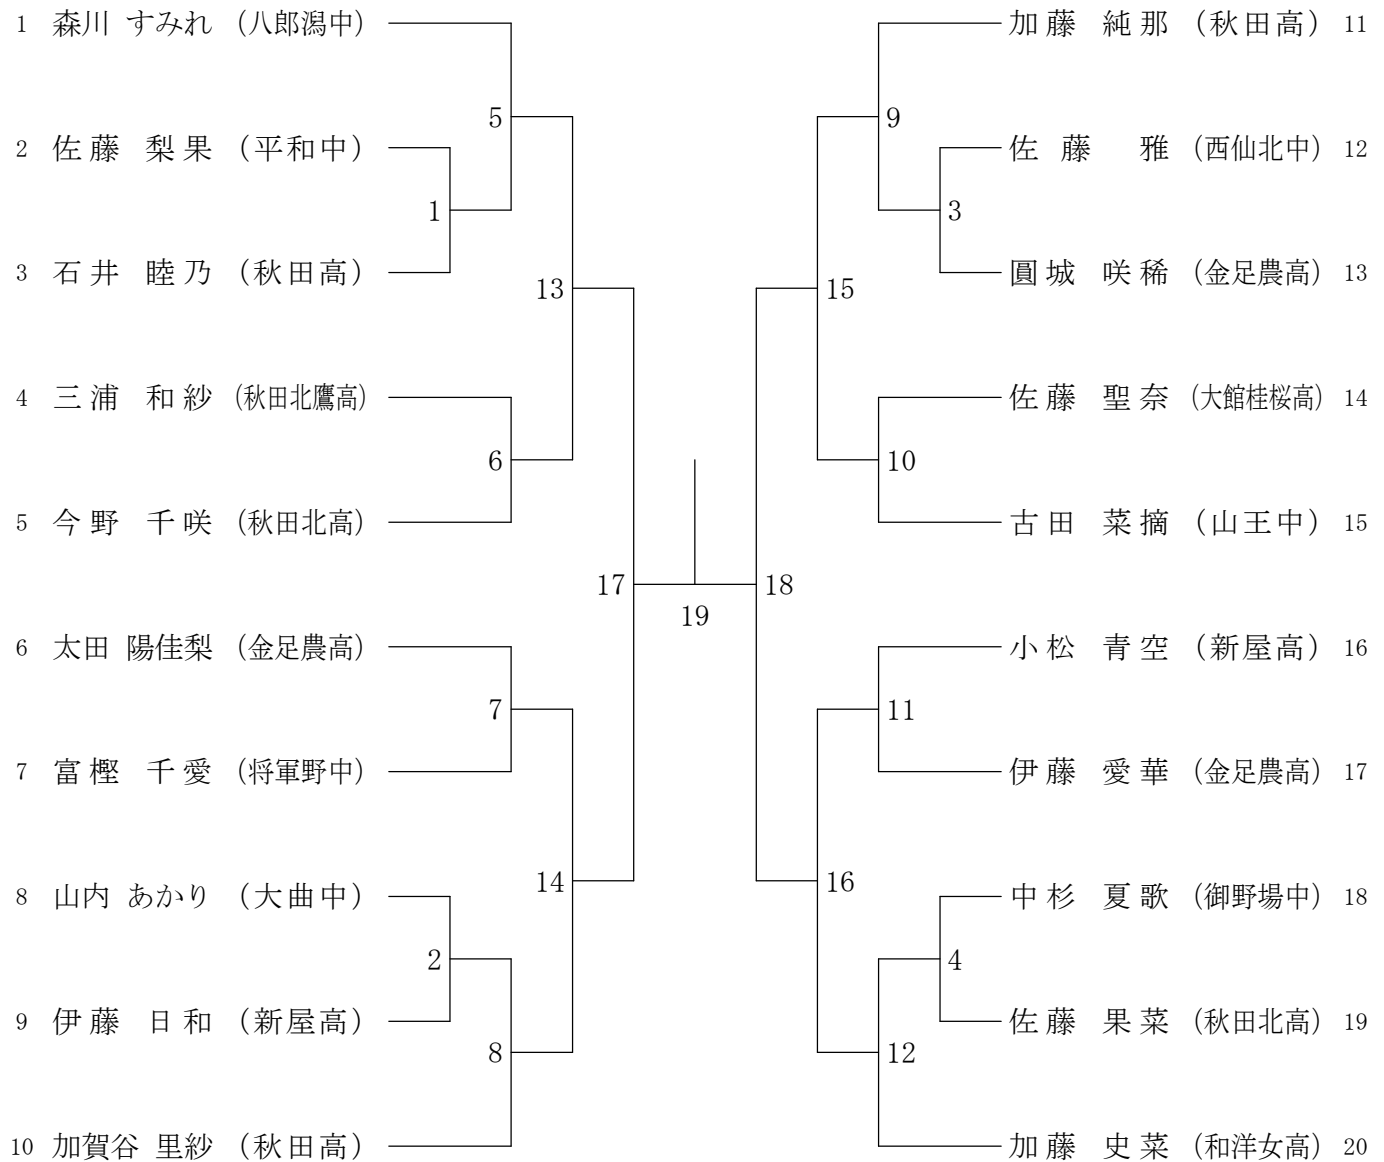 1 森川 すみれ (八郎潟中)
2 佐藤 梨果 (平和中)
3 石井 睦乃 (秋田高)
4 三浦 和紗 (秋田北鷹高)
5 今野 千咲 (秋田北高)
6 太田 陽佳梨 (金足農高)
7 富樫 千愛 (将軍野中)
8 山内 あかり (大曲中)
9 伊藤 日和 (新屋高)
10 加賀谷 里紗 (秋田高)
5
1
13
6
17
7
14
2
8
19
9
3
15
10
18
11
16
4
12
加藤 純那 (秋田高) 11
佐藤 雅 (西仙北中) 12
圓城 咲稀 (金足農高) 13
佐藤 聖奈 (大館桂桜高) 14
古田 菜摘 (山王中) 15
小松 青空 (新屋高) 16
伊藤 愛華 (金足農高) 17
中杉 夏歌 (御野場中) 18
佐藤 果菜 (秋田北高) 19
加藤 史菜 (和洋女高) 20